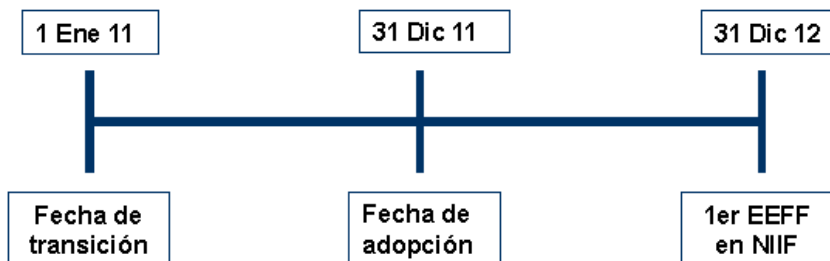 1 Ene 11
31 Dic 11
31 Dic 12
Fecha de
transición
Fecha de
adopción
1er EEFF
en NIIF